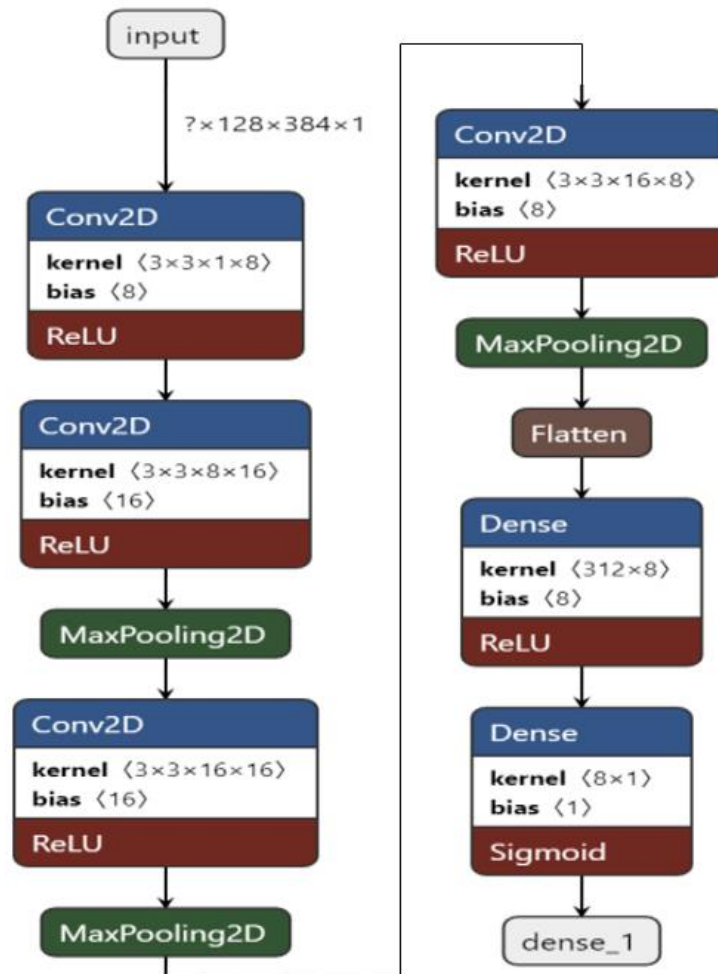 input
?×128×384×1
Conv2D
kernel ⟨3×3×1×8⟩
bias ⟨8⟩
ReLU
Conv2D
kernel ⟨3×3×8×16⟩
bias ⟨16⟩
ReLU
MaxPooling2D
Conv2D
kernel ⟨3×3×16×16⟩
bias ⟨16⟩
ReLU
MaxPooling2D
Conv2D
kernel ⟨3×3×16×8⟩
bias ⟨8⟩
ReLU
MaxPooling2D
Flatten
Dense
kernel ⟨312×8⟩
bias ⟨8⟩
ReLU
Dense
kernel ⟨8×1⟩
bias ⟨1⟩
Sigmoid
dense_1